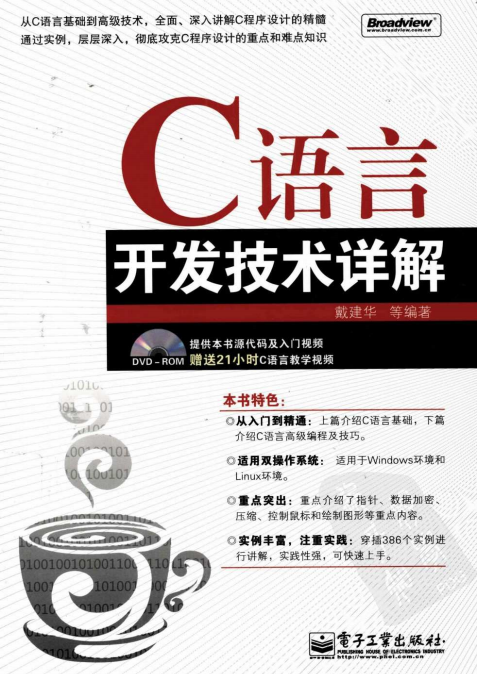 从C语言基础到高级技术，全面、深入讲解C程序设计的精髓
通过实例，层层深入，彻底攻克C程序设计的重点和难点知识
Broadview®
www.broadview.com.cn
C语言
开发技术详解
戴建华 等编著
DVD-ROM
提供本书源代码及入门视频
赠送21小时C语言教学视频
本书特色：
◎从入门到精通：上篇介绍C语言基础，下篇
介绍C语言高级编程及技巧。
◎适用双操作系统： 适用于Windows环境和
Linux环境。
◎重点突出：重点介绍了指针、数据加密、
压缩、控制鼠标和绘制图形等重点内容。
◎实例丰富，注重实践：穿插386个实例进
行讲解，实践性强，可快速上手。
電子工業出版社·
PUBLISHING HOUSE OF ELECTRONICS INDUSTRY
http://www.phei.com.cn